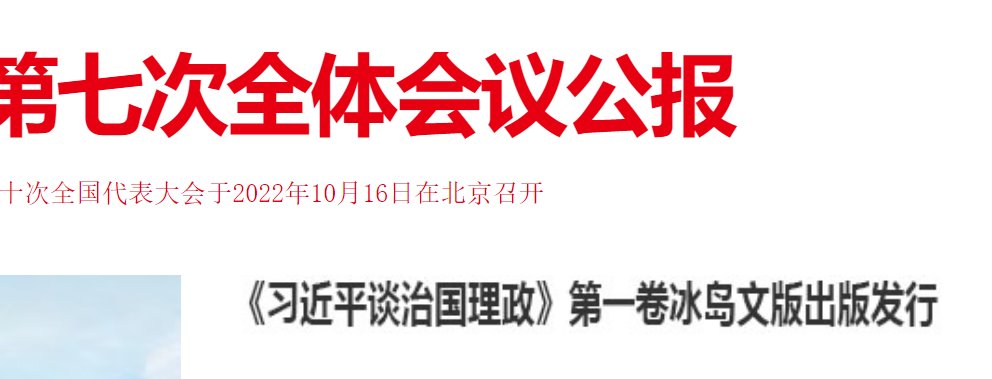 第七次全体会议公报
十次全国代表大会于2022年10月16日在北京召开
《习近平谈治国理政》第一卷冰岛文版出版发行